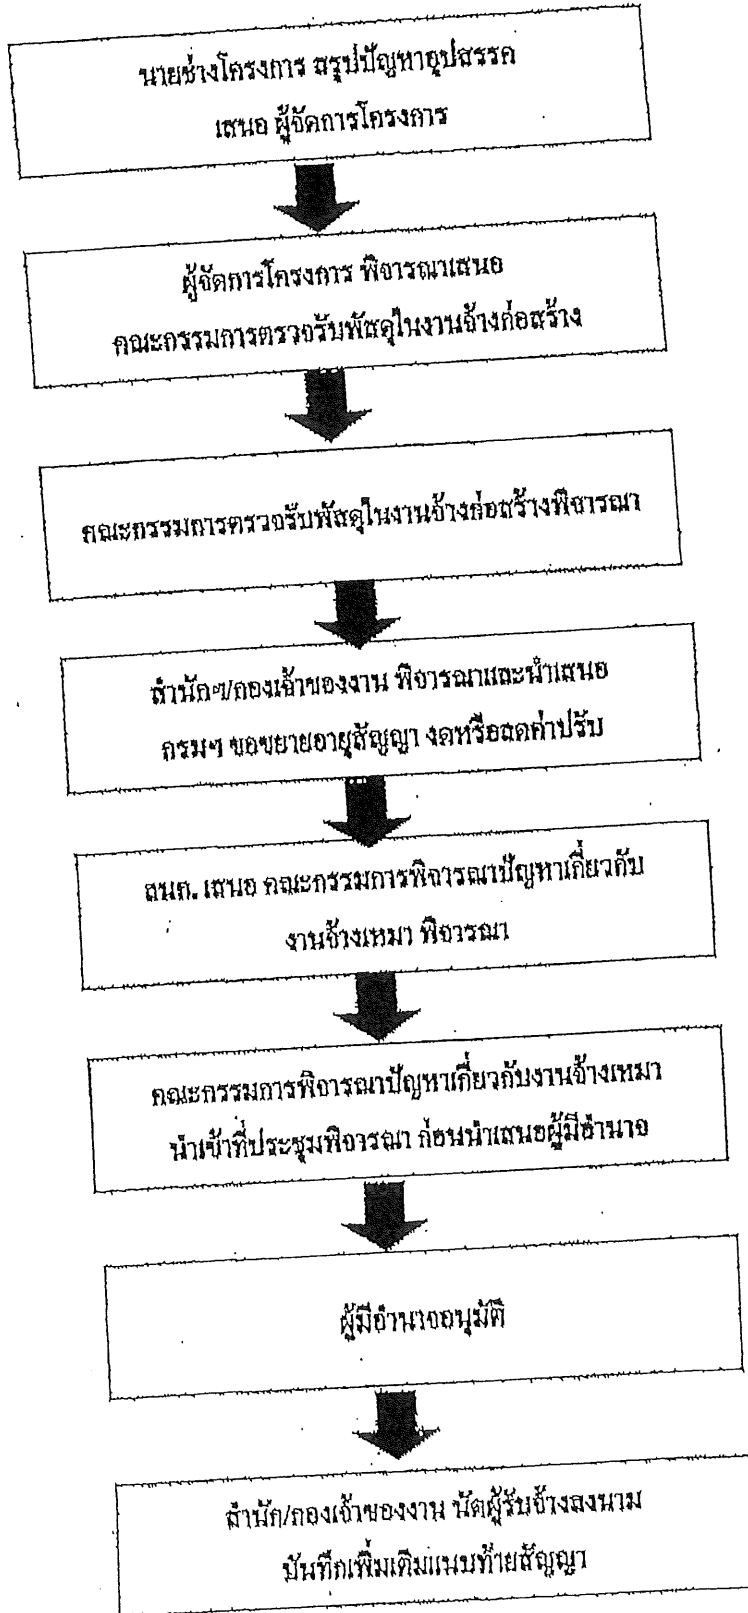 นายช่างโครงการ สรุปปัญหาอุปสรรค
เสนอ ผู้จัดการโครงการ
ผู้จัดการโครงการ พิจารณาเสนอ
คณะกรรมการตรวจรับพัสดุในงานจ้างก่อสร้าง
คณะกรรมการตรวจรับพัสดุในงานจ้างก่อสร้างพิจารณา
สำนักฯ/กองเจ้าของงาน พิจารณาและนำเสนอ
กรมฯ ขอขยายอายุสัญญา งดหรือลดค่าปรับ
สนค. เสนอ คณะกรรมการพิจารณาปัญหาเกี่ยวกับ
งานจ้างเหมา พิจารณา
คณะกรรมการพิจารณาปัญหาเกี่ยวกับงานจ้างเหมา
นำเข้าที่ประชุมพิจารณา ก่อนนำเสนอผู้มีอำนาจ
ผู้มีอำนาจอนุมัติ
สำนัก/กองเจ้าของงาน นัดผู้รับจ้างลงนาม
บันทึกเพิ่มเติมแนบท้ายสัญญา